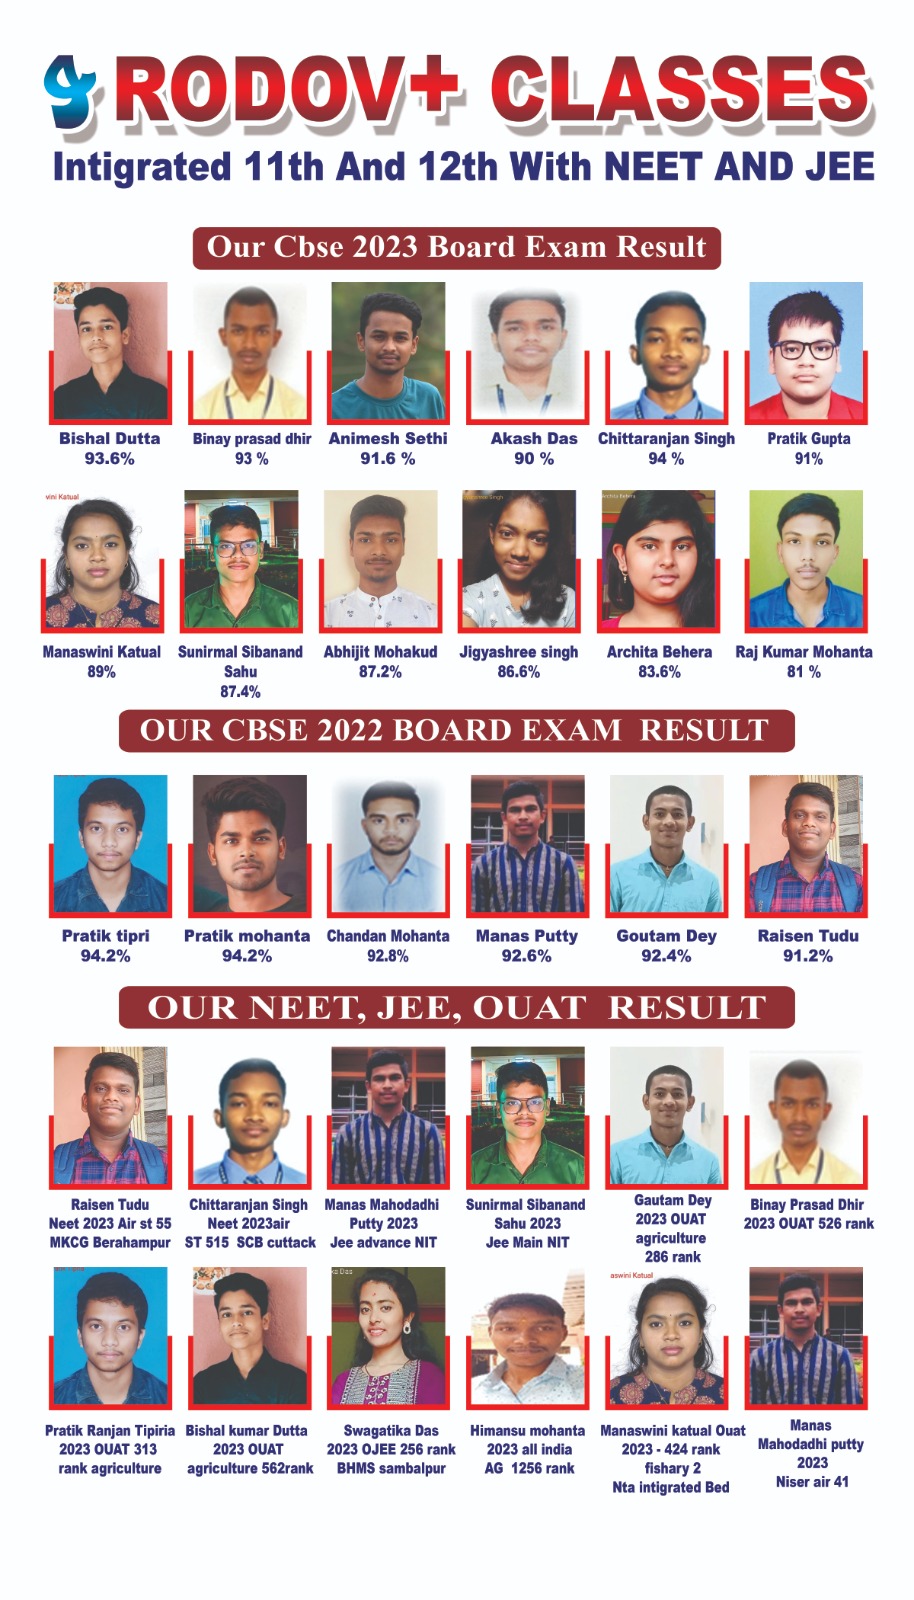 RODOV+ CLASSES
Intigrated 11th And 12th With NEET AND JEE
Our Cbse 2023 Board Exam Result
Bishal Dutta
93.6%
Binay prasad dhir
93 %
Animesh Sethi
91.6 %
Akash Das
90 %
Chittaranjan Singh
94 %
Pratik Gupta
91%
vini Katual
Manaswini Katual
89%
Sunirmal Sibanand
Sahu
87.4%
Abhijit Mohakud
87.2%
Singh
Jigyashree singh
86.6%
Archita Behera
Archita Behera
83.6%
Raj Kumar Mohanta
81 %
OUR CBSE 2022 BOARD EXAM RESULT
Pratik tipri
94.2%
Pratik mohanta
94.2%
Chandan Mohanta
92.8%
Manas Putty
92.6%
Goutam Dey
92.4%
Raisen Tudu
91.2%
OUR NEET, JEE, OUAT RESULT
Raisen Tudu
Neet 2023 Air st 55
MKCG Berahampur
Chittaranjan Singh
Neet 2023air
ST 515 SCB cuttack
Manas Mahodadhi
Putty 2023
Jee advance NIT
Sunirmal Sibanand
Sahu 2023
Jee Main NIT
Gautam Dey
2023 OUAT
agriculture
286 rank
Binay Prasad Dhir
2023 OUAT 526 rank
Pratik Ranjan Tipiria
2023 OUAT 313
rank agriculture
Bishal kumar Dutta
2023 OUAT
agriculture 562rank
ka Das
Swagatika Das
2023 OJEE 256 rank
BHMS sambalpur
Himansu mohanta
2023 all india
AG 1256 rank
aswini Katual
Manaswini katual Ouat
2023 - 424 rank
fishary 2
Nta intigrated Bed
Manas
Mahodadhi putty
2023
Niser air 41